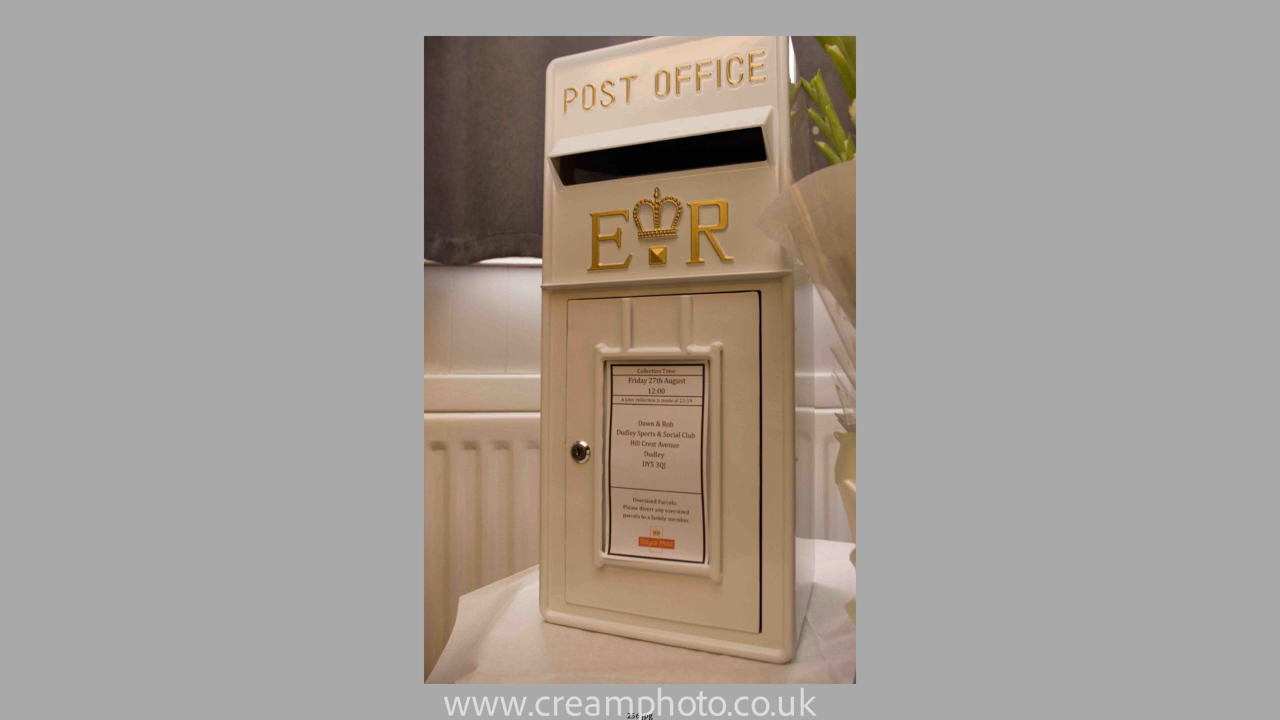 POST OFFICE
E R
Collection Time:
Friday 27th August
12:00
A later collection is made at 23:59
Dawn & Rob
Dudley Sports & Social Club
Hill Crest Avenue
Dudley
DY5 3QJ
Oversized Parcels:
Please direct any oversized
parcels to a family member.
Royal Mail
www.creamphoto.co.uk